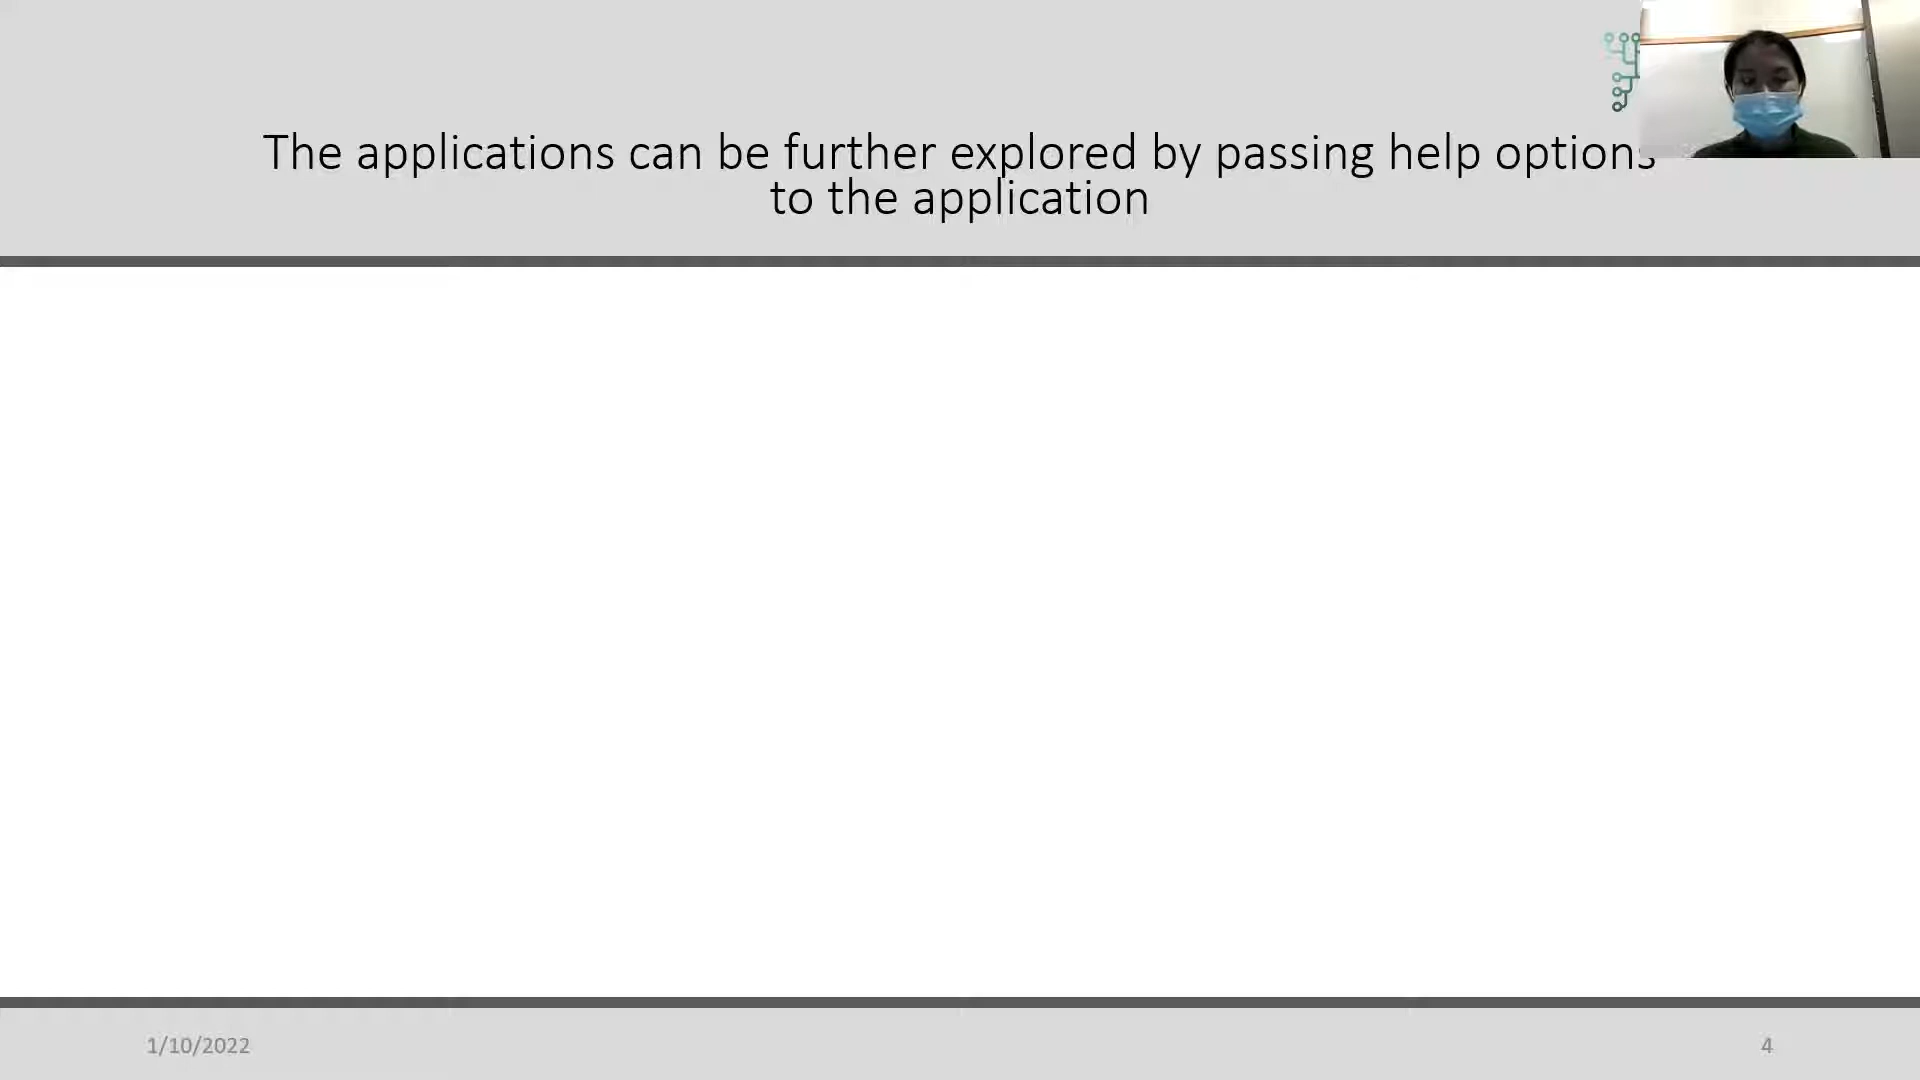 The applications can be further explored by passing help options
to the application
1/10/2022
4